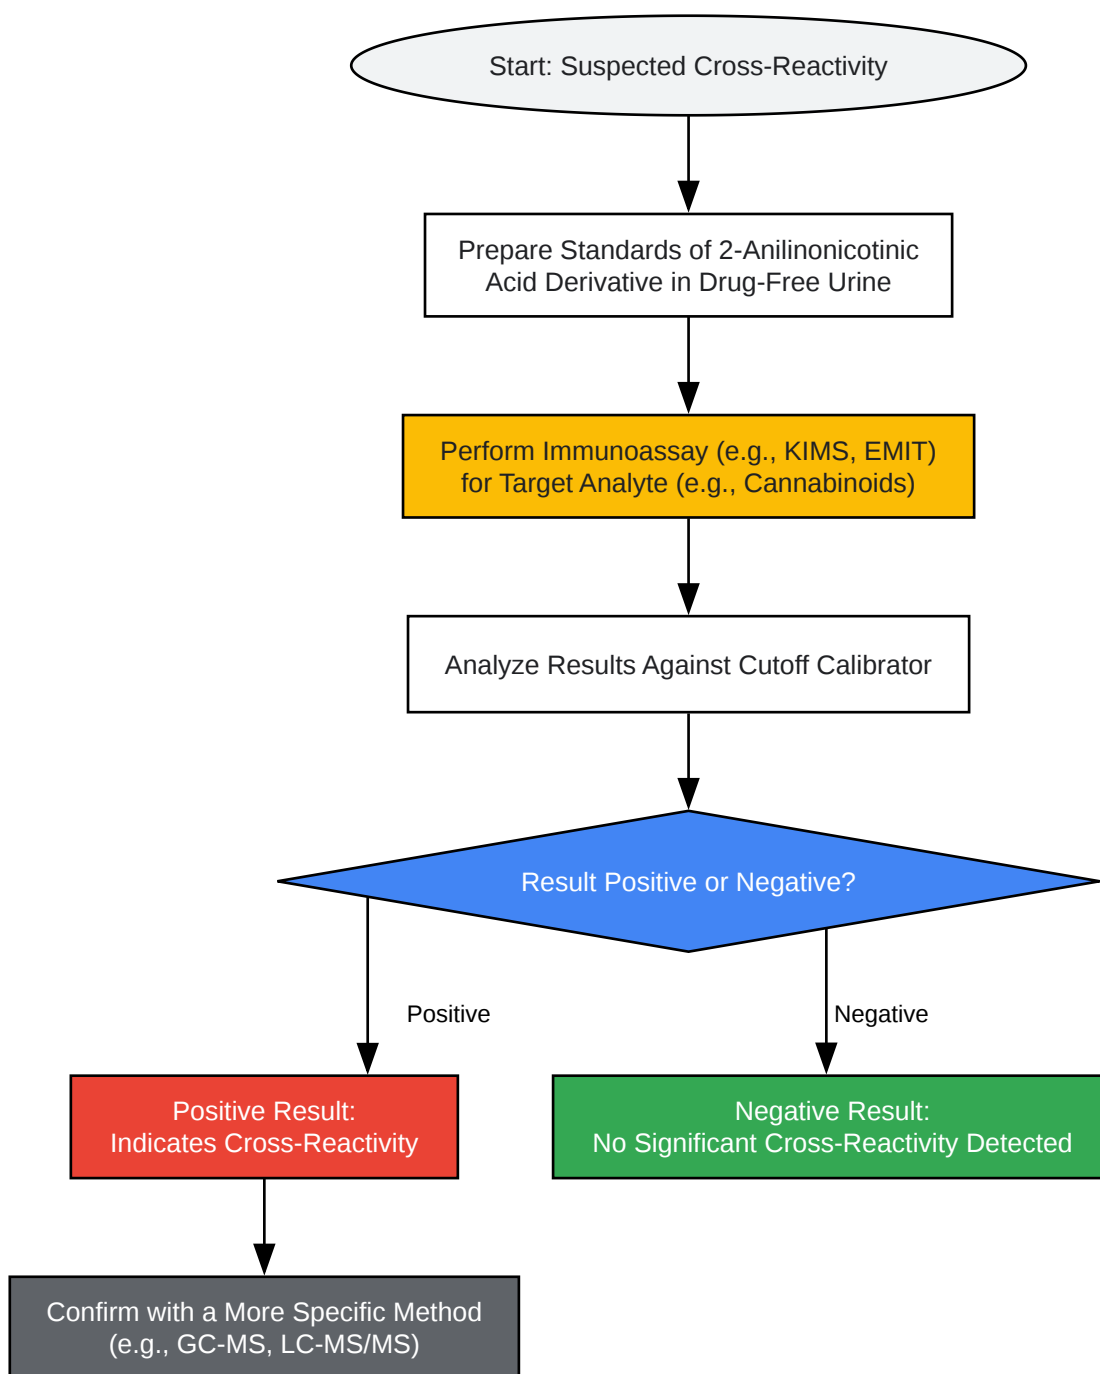 Start: Suspected Cross-Reactivity
Prepare Standards of 2-Anilinonicotinic
Acid Derivative in Drug-Free Urine
Perform Immunoassay (e.g., KIMS, EMIT)
for Target Analyte (e.g., Cannabinoids)
Analyze Results Against Cutoff Calibrator
Result Positive or Negative?
Positive
Negative
Positive Result:
Indicates Cross-Reactivity
Negative Result:
No Significant Cross-Reactivity Detected
Confirm with a More Specific Method
(e.g., GC-MS, LC-MS/MS)